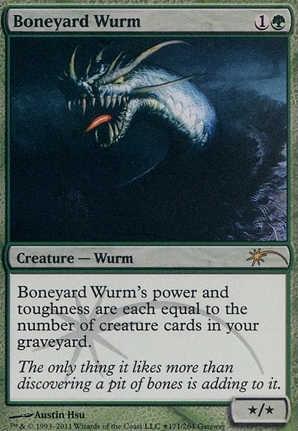 Boneyard Wurm 1
Creature — Wurm
Boneyard Wurm's power and
toughness are each equal to the
number of creature cards in your
graveyard.
The only thing it likes more than
discovering a pit of bones is adding to it.
Austin Hsu
™ & © 1993-2011 Wizards of the Coast LLC ★171/264 Gateway
★/★